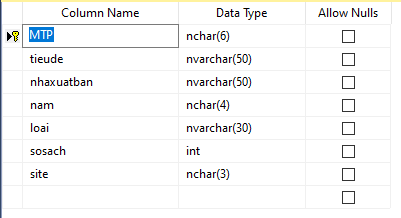 Column Name Data Type Allow Nulls
MTP nchar(6)
tieude nvarchar(50)
nhaxuatban nvarchar(50)
nam nchar(4)
loai nvarchar(30)
sosach int
site nchar(3)